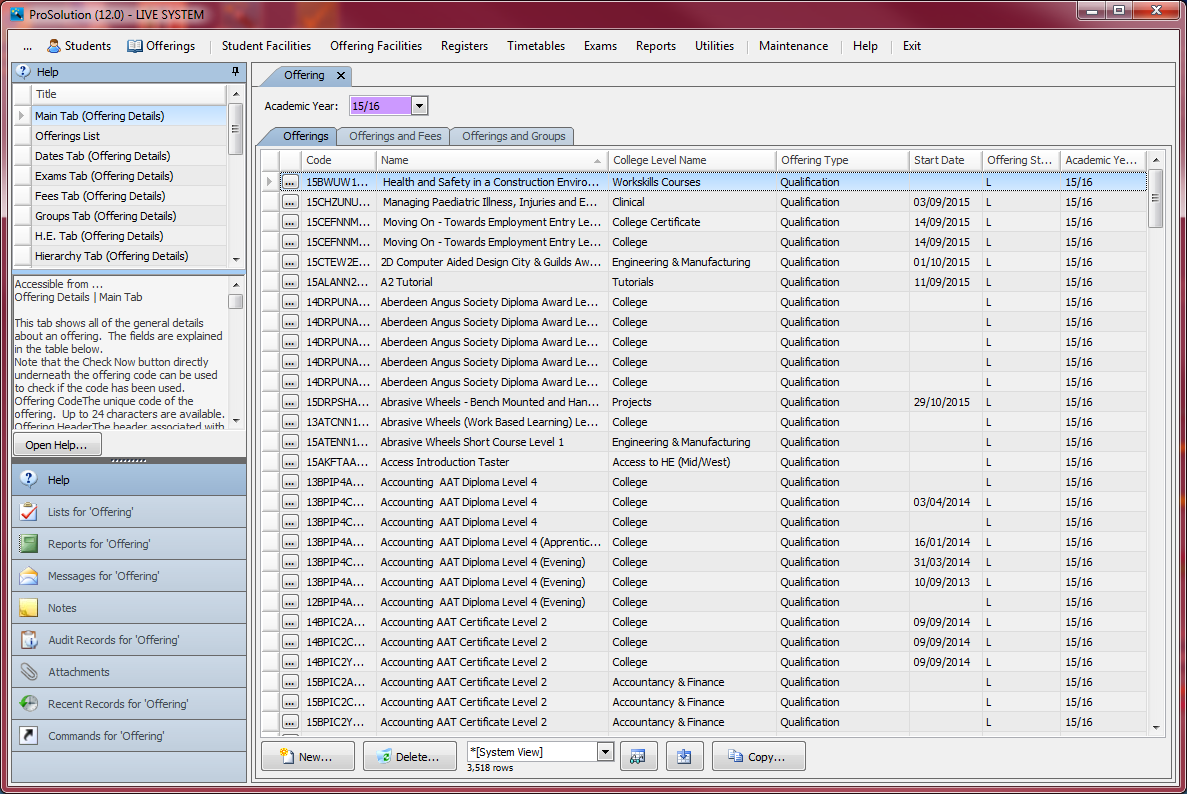 ProSolution (12.0) - LIVE SYSTEM
... Students Offerings Student Facilities Offering Facilities Registers Timetables Exams Reports Utilities Maintenance Help Exit
Help
Title
Main Tab (Offering Details)
Offerings List
Dates Tab (Offering Details)
Exams Tab (Offering Details)
Fees Tab (Offering Details)
Groups Tab (Offering Details)
H.E. Tab (Offering Details)
Hierarchy Tab (Offering Details)
Accessible from ...
Offering Details | Main Tab
This tab shows all of the general details
about an offering. The fields are explained
in the table below.
Note that the Check Now button directly
underneath the offering code can be used
to check if the code has been used.
Offering CodeThe unique code of the
offering. Up to 24 characters are available.
Offering HeaderThe header associated with
Open Help...
Help
Lists for 'Offering'
Reports for 'Offering'
Messages for 'Offering'
Notes
Audit Records for 'Offering'
Attachments
Recent Records for 'Offering'
Commands for 'Offering'
Offering
Academic Year: 15/16
Offerings Offerings and Fees Offerings and Groups
Code Name College Level Name Offering Type Start Date Offering St... Academic Ye...
... 15BWUW1... Health and Safety in a Construction Enviro... Workskills Courses Qualification L 15/16
... 15CHZUNU... Managing Paediatric Illness, Injuries and E... Clinical Qualification 03/09/2015 L 15/16
... 15CEFNNM... Moving On - Towards Employment Entry Le... College Certificate Qualification 14/09/2015 L 15/16
... 15CEFNNM... Moving On - Towards Employment Entry Le... College Qualification 14/09/2015 L 15/16
... 15CTEW2E... 2D Computer Aided Design City & Guilds Aw... Engineering & Manufacturing Qualification 01/10/2015 L 15/16
... 15ALANN2... A2 Tutorial Tutorials Qualification 11/09/2015 L 15/16
... 14DRPUNA... Aberdeen Angus Society Diploma Award Le... College Qualification L 15/16
... 14DRPUNA... Aberdeen Angus Society Diploma Award Le... College Qualification L 15/16
... 14DRPUNA... Aberdeen Angus Society Diploma Award Le... College Qualification L 15/16
... 14DRPUNA... Aberdeen Angus Society Diploma Award Le... College Qualification L 15/16
... 14DRPUNA... Aberdeen Angus Society Diploma Award Le... College Qualification L 15/16
... 15DRPSHA... Abrasive Wheels - Bench Mounted and Han... Projects Qualification 29/10/2015 L 15/16
... 13ATCNN1... Abrasive Wheels (Work Based Learning) Le... College Qualification L 15/16
... 15ATENN1... Abrasive Wheels Short Course Level 1 Engineering & Manufacturing Qualification L 15/16
... 15AKFTAA... Access Introduction Taster Access to HE (Mid/West) Qualification L 15/16
... 13BPIP4A... Accounting AAT Diploma Level 4 College Qualification L 15/16
... 13BPIP4C... Accounting AAT Diploma Level 4 College Qualification 03/04/2014 L 15/16
... 13BPIP4C... Accounting AAT Diploma Level 4 College Qualification L 15/16
... 13BPIP4A... Accounting AAT Diploma Level 4 (Apprentic... College Qualification 16/01/2014 L 15/16
... 13BPIP4C... Accounting AAT Diploma Level 4 (Evening) College Qualification 31/03/2014 L 15/16
... 13BPIP4A... Accounting AAT Diploma Level 4 (Evening) College Qualification 10/09/2013 L 15/16
... 12BPIP4A... Accounting AAT Diploma Level 4 (Evening) College Qualification L 15/16
... 14BPIC2A... Accounting AAT Certificate Level 2 College Qualification 09/09/2014 L 15/16
... 14BPIC2C... Accounting AAT Certificate Level 2 College Qualification 09/09/2014 L 15/16
... 14BPIC2Y... Accounting AAT Certificate Level 2 College Qualification 09/09/2014 L 15/16
... 15BPIC2A... Accounting AAT Certificate Level 2 Accountancy & Finance Qualification L 15/16
... 15BPIC2C... Accounting AAT Certificate Level 2 Accountancy & Finance Qualification L 15/16
... 15BPIC2Y... Accounting AAT Certificate Level 2 Accountancy & Finance Qualification L 15/16
New... Delete... *[System View] Copy...
3,518 rows